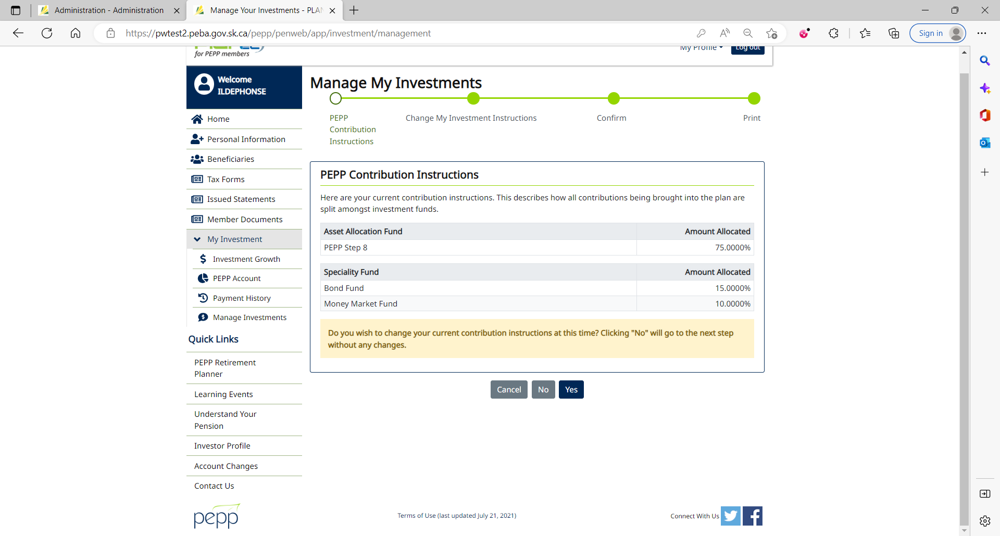 Administration - Administration
Manage Your Investments - PLAN
https://pwtest2.peba.gov.sk.ca/pepp/penweb/app/investment/management
Sign in
for PEPP members
My Profile
Log out
Welcome
ILDEPHONSE
Home
Personal Information
Beneficiaries
Tax Forms
Issued Statements
Member Documents
My Investment
Investment Growth
PEPP Account
Payment History
Manage Investments
Quick Links
PEPP Retirement
Planner
Learning Events
Understand Your
Pension
Investor Profile
Account Changes
Contact Us
pepp
Manage My Investments
PEPP
Contribution
Instructions
Change My Investment Instructions
Confirm
Print
PEPP Contribution Instructions
Here are your current contribution instructions. This describes how all contributions being brought into the plan are
split amongst investment funds.
Asset Allocation Fund Amount Allocated
PEPP Step 8 75.0000%
Speciality Fund Amount Allocated
Bond Fund 15.0000%
Money Market Fund 10.0000%
Do you wish to change your current contribution instructions at this time? Clicking "No" will go to the next step
without any changes.
Cancel No Yes
Terms of Use (last updated July 21, 2021)
Connect With Us